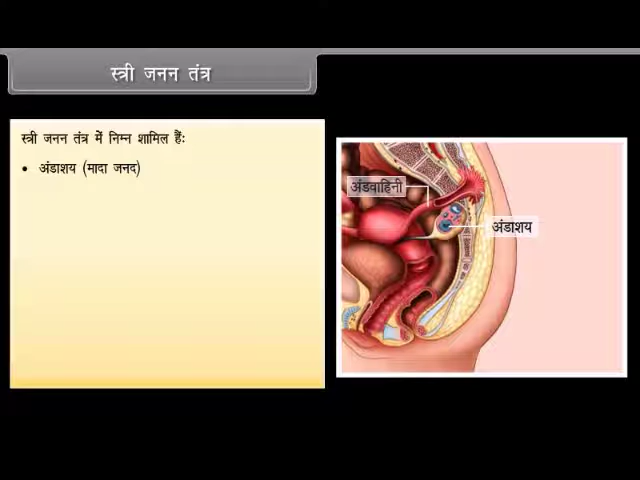 स्त्री जनन तंत्र
स्त्री जनन तंत्र में निम्न शामिल हैं:
• अंडाशय (मादा जनद)
अंडवाहिनी
अंडाशय